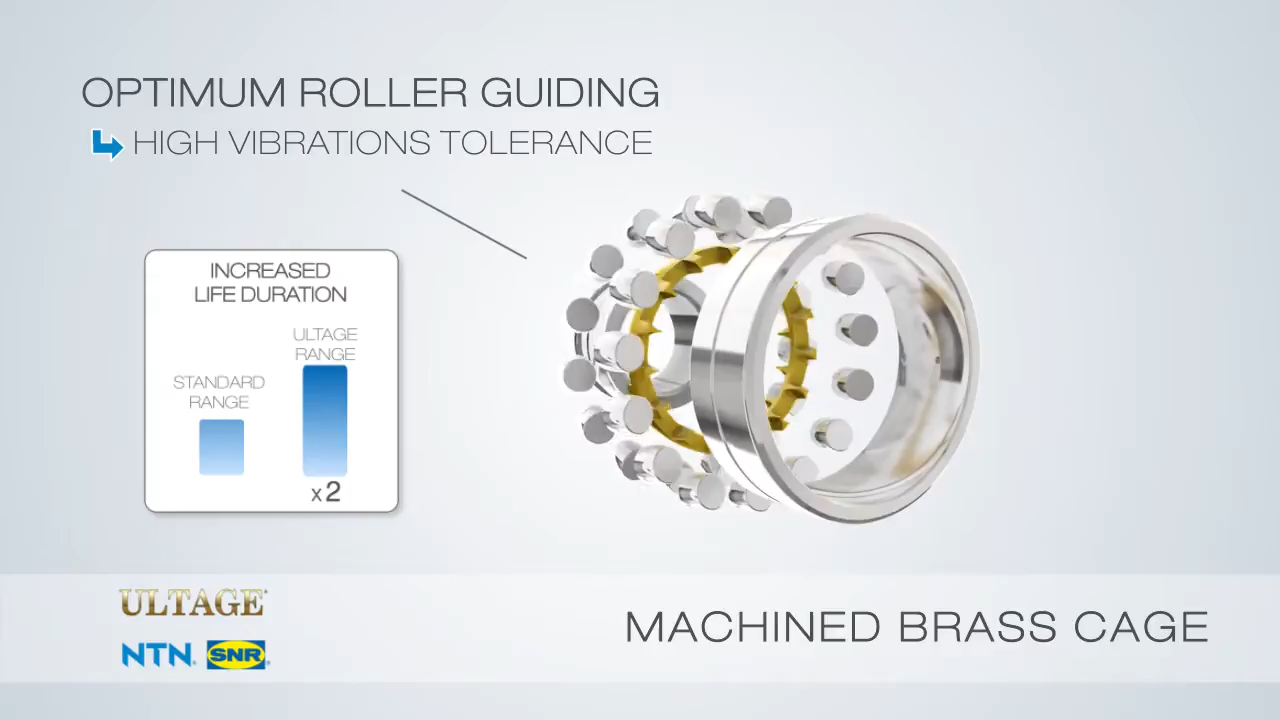 OPTIMUM ROLLER GUIDING
HIGH VIBRATIONS TOLERANCE
INCREASED
LIFE DURATION
ULTAGE
RANGE
STANDARD
RANGE
x2
ULTAGE®
NTN® SNR®
MACHINED BRASS CAGE